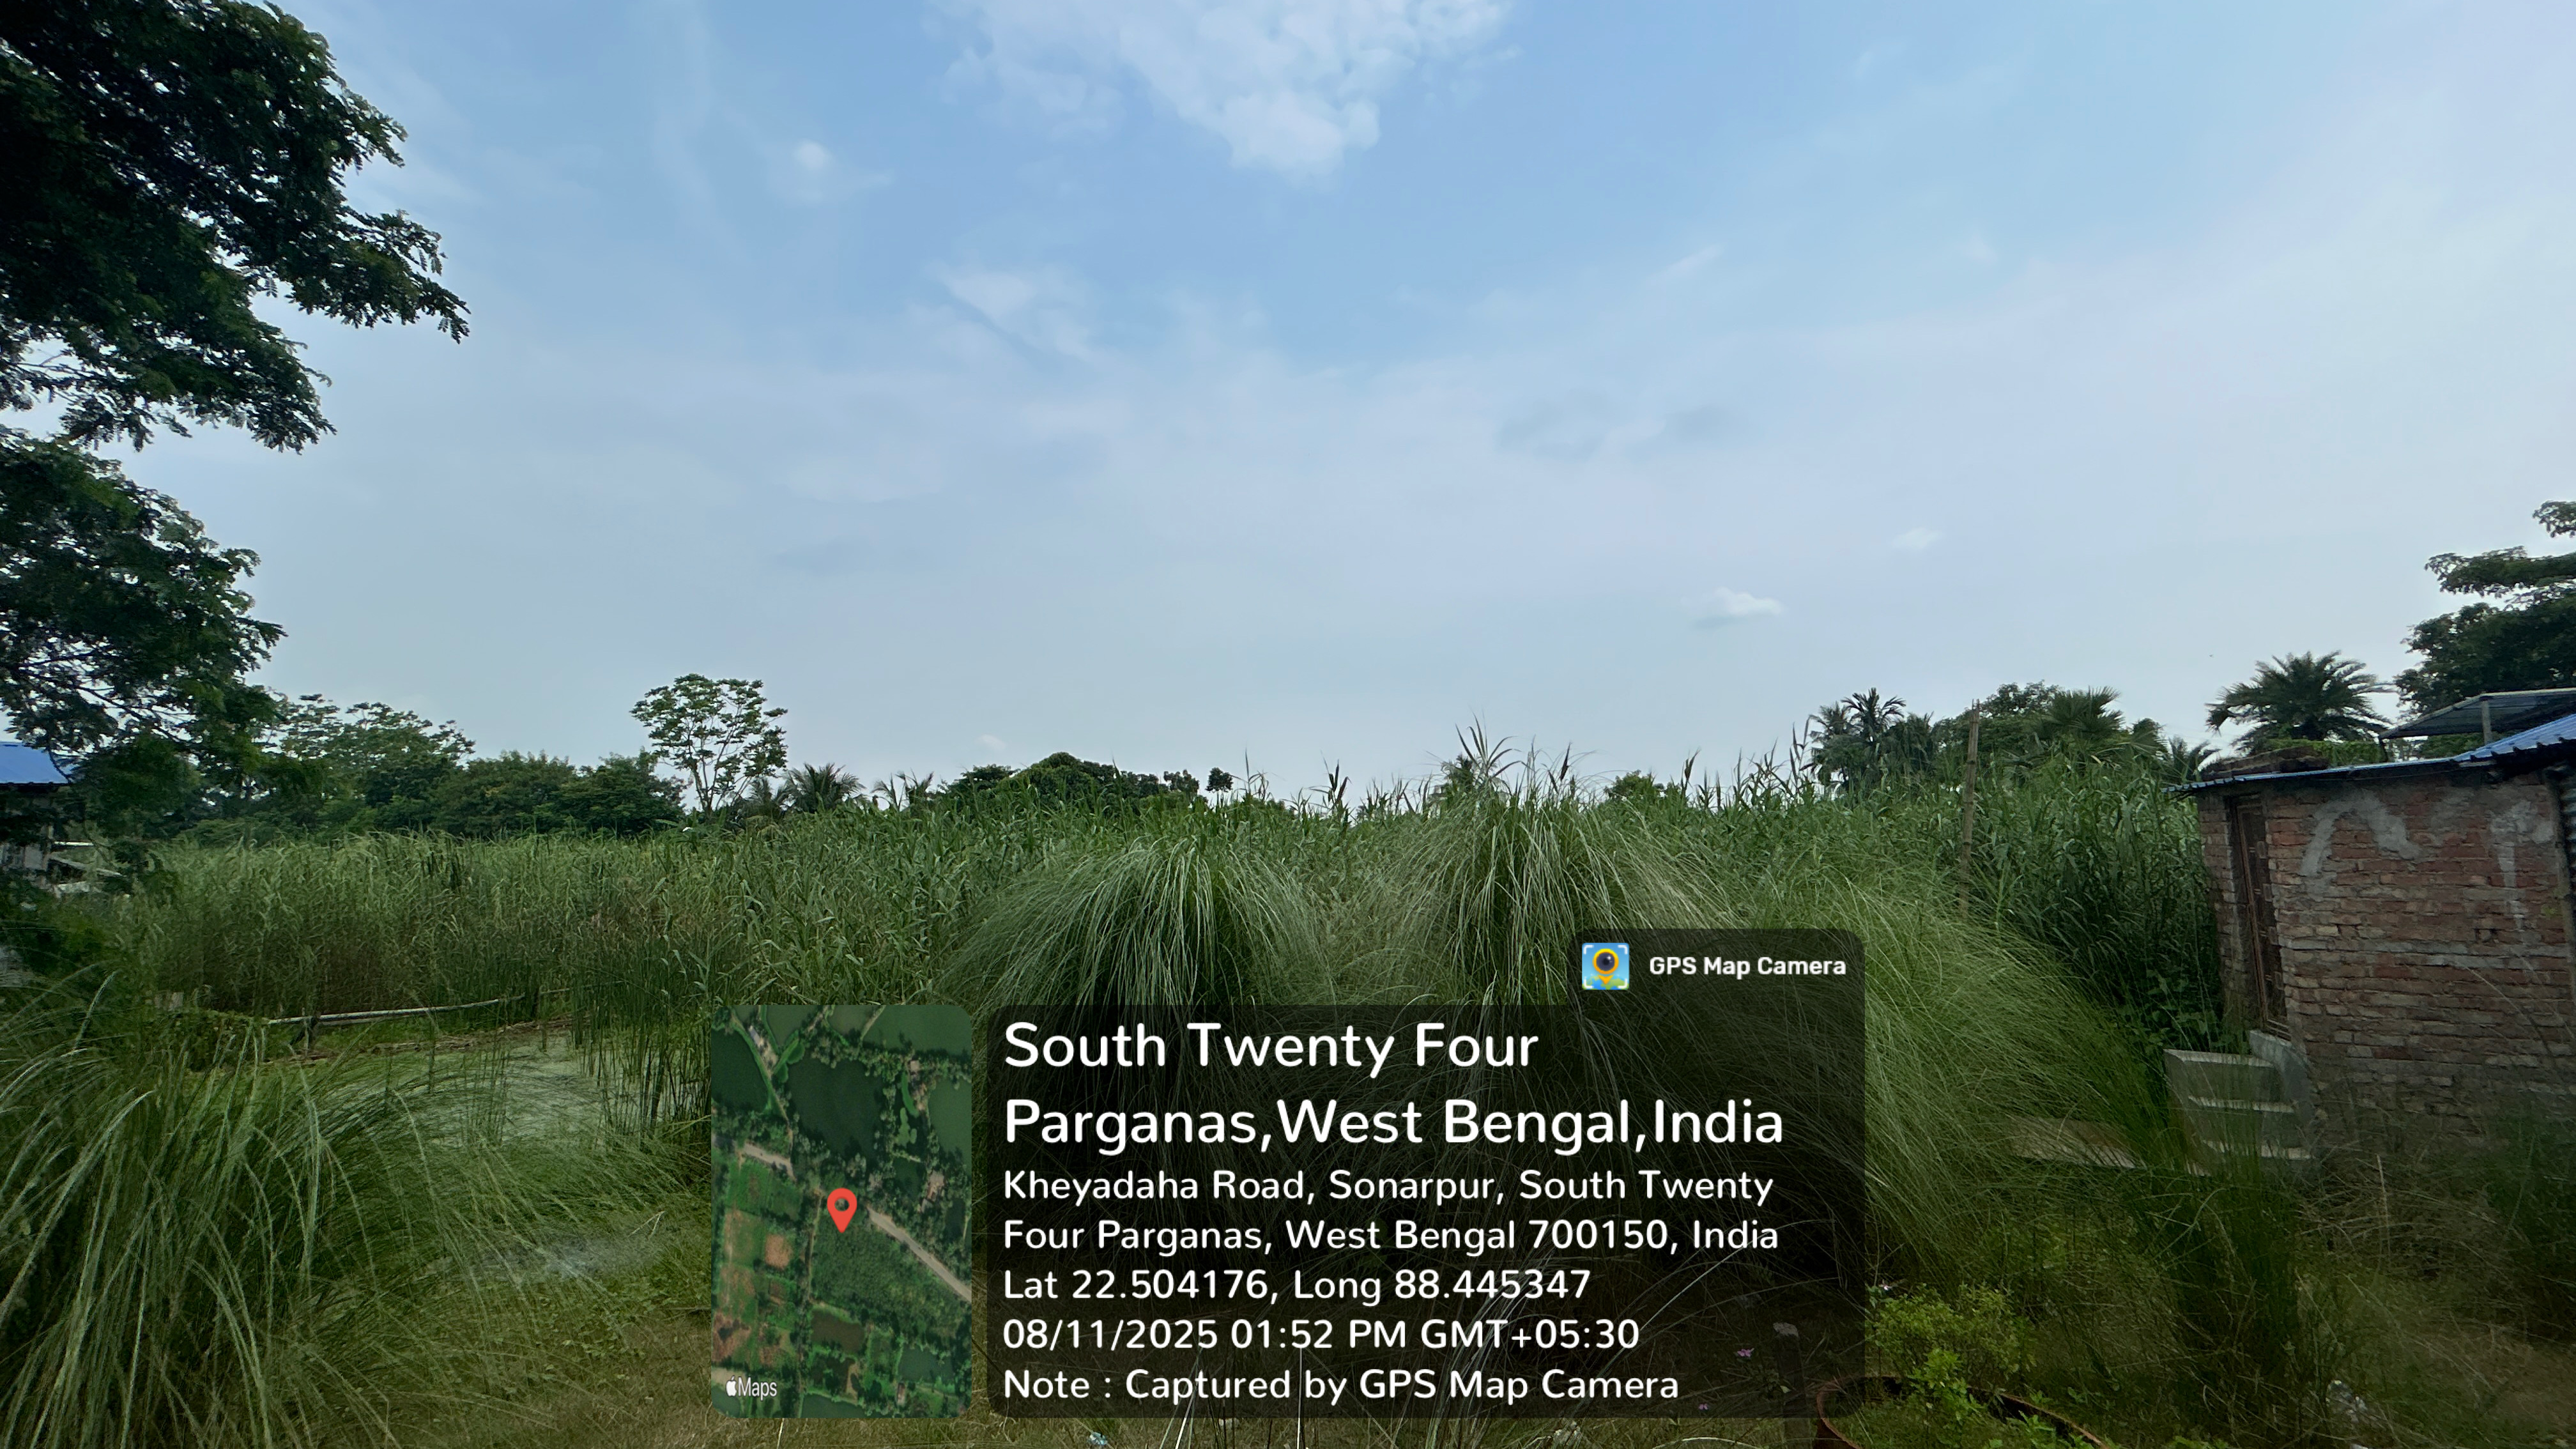 GPS Map Camera
South Twenty Four
Parganas,West Bengal,India
Kheyadaha Road, Sonarpur, South Twenty
Four Parganas, West Bengal 700150, India
Lat 22.504176, Long 88.445347
08/11/2025 01:52 PM GMT+05:30
Note : Captured by GPS Map Camera
Maps